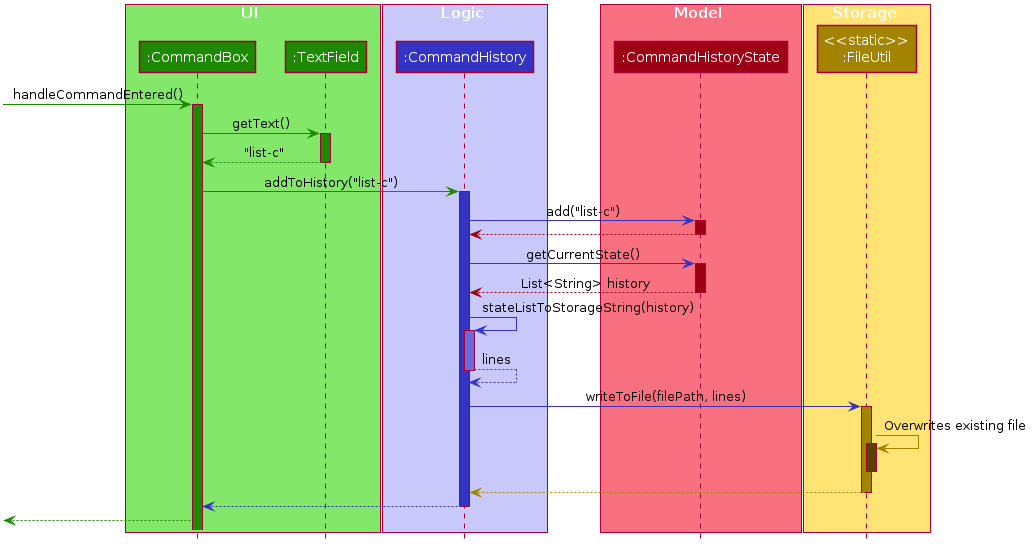 UI
Logic
Model
Storage
:CommandBox
:TextField
:CommandHistory
:CommandHistoryState
<<static>>
:FileUtil
handleCommandEntered()
getText()
"list-c"
addToHistory("list-c")
add("list-c")
getCurrentState()
List<String> history
stateListToStorageString(history)
lines
writeToFile(filePath, lines)
Overwrites existing file